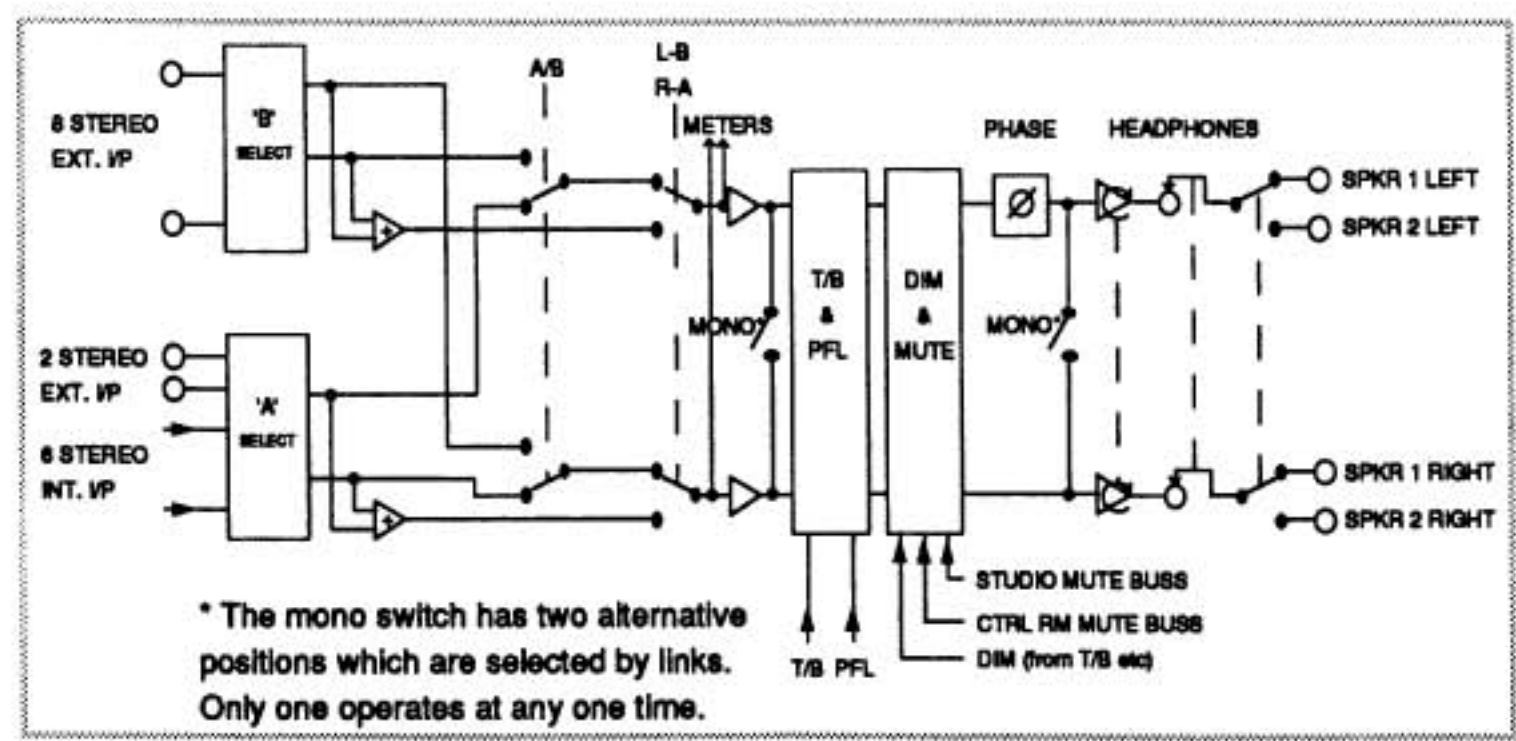 8 STEREO
EXT. I/P
'B'
SELECT
A/B
L-B
R-A
METERS
PHASE
HEADPHONES
Ø
SPKR 1 LEFT
SPKR 2 LEFT
+
T/B
&
PFL
DIM
&
MUTE
MONO*
MONO*
2 STEREO
EXT. I/P
6 STEREO
INT. I/P
'A'
SELECT
+
SPKR 1 RIGHT
SPKR 2 RIGHT
STUDIO MUTE BUSS
CTRL RM MUTE BUSS
DIM (from T/B etc)
T/B PFL
* The mono switch has two alternative
positions which are selected by links.
Only one operates at any one time.